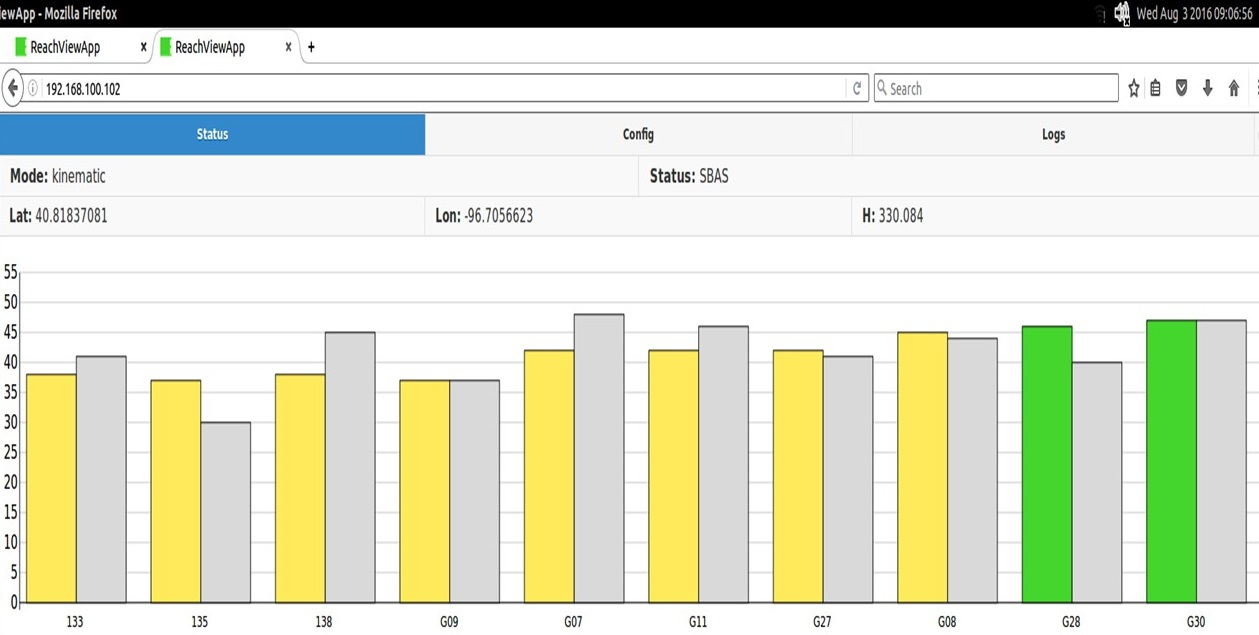 iewApp - Mozilla Firefox Wed Aug 3 2016 09:06:56
ReachViewApp x ReachViewApp x +
192.168.100.102 Search
Status Config Logs
Mode: kinematic Status: SBAS
Lat: 40.81837081 Lon: -96.7056623 H: 330.084
55
50
45
40
35
30
25
20
15
10
5
0
133 135 138 G09 G07 G11 G27 G08 G28 G30